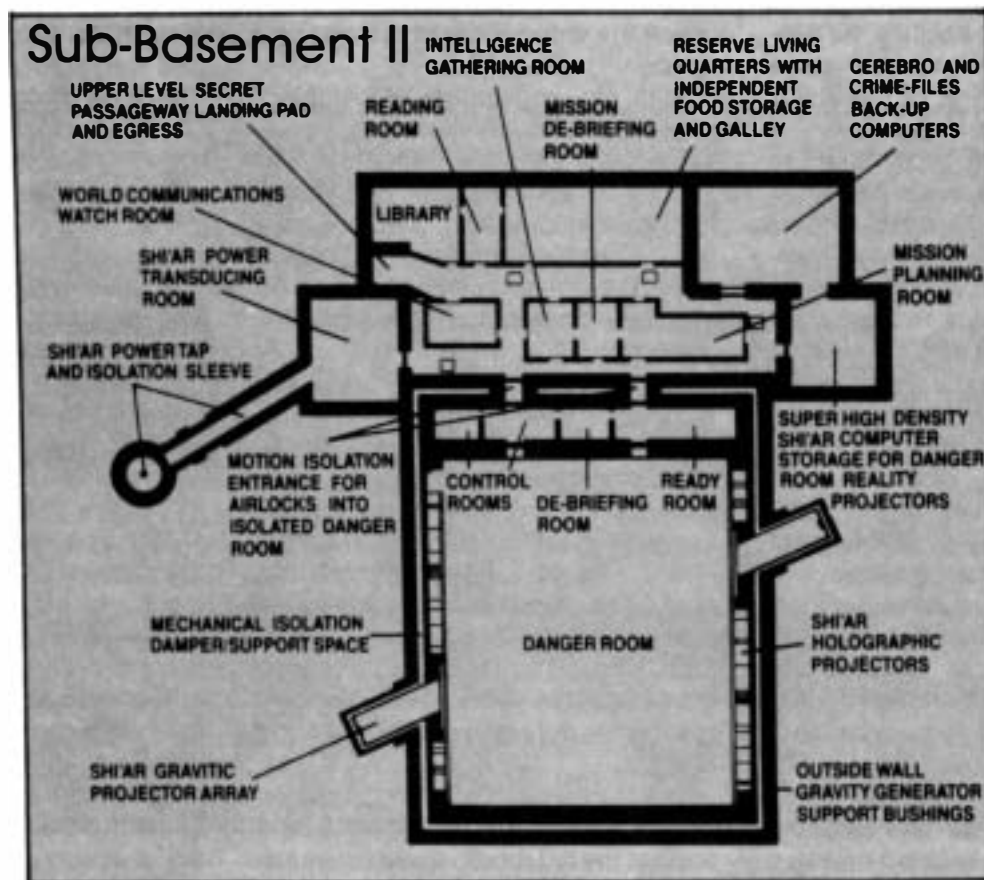 Sub-Basement II
INTELLIGENCE
GATHERING ROOM
RESERVE LIVING
QUARTERS WITH
INDEPENDENT
FOOD STORAGE
AND GALLEY
CEREBRO AND
CRIME-FILES
BACK-UP
COMPUTERS
UPPER LEVEL SECRET
PASSAGEWAY LANDING PAD
AND EGRESS
READING
ROOM
MISSION
DE-BRIEFING
ROOM
WORLD COMMUNICATIONS
WATCH ROOM
LIBRARY
SHI'AR POWER
TRANSDUCING
ROOM
MISSION
PLANNING
ROOM
SHI'AR POWER TAP
AND ISOLATION SLEEVE
MOTION ISOLATION
ENTRANCE FOR
AIRLOCKS INTO
ISOLATED DANGER
ROOM
CONTROL
ROOMS
DE-BRIEFING
ROOM
READY
ROOM
SUPER HIGH DENSITY
SHI'AR COMPUTER
STORAGE FOR DANGER
ROOM REALITY
PROJECTORS
MECHANICAL ISOLATION
DAMPER/SUPPORT SPACE
DANGER ROOM
SHI'AR
HOLOGRAPHIC
PROJECTORS
SHI'AR GRAVITIC
PROJECTOR ARRAY
OUTSIDE WALL
GRAVITY GENERATOR
SUPPORT BUSHINGS